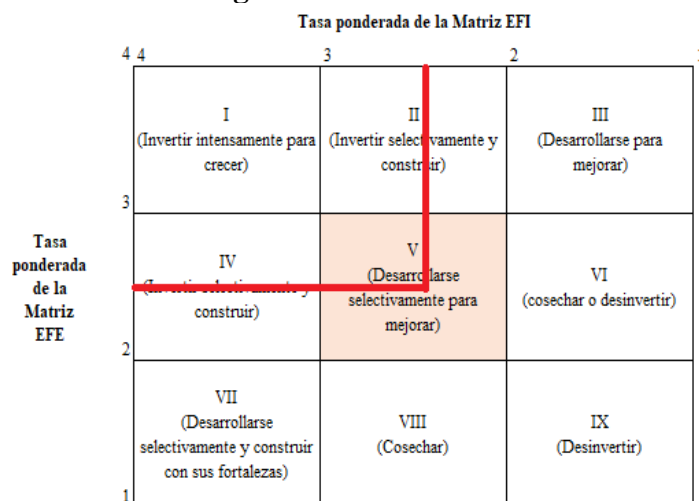 Tasa ponderada de la Matriz EFI
4 4 3 2
I
(Invertir intensamente para
crecer)
II
(Invertir selectivamente y
construir)
III
(Desarrollarse para
mejorar)
3
Tasa
ponderada
de la
Matriz
EFE
IV
(Invertir selectivamente y
construir)
V
(Desarrollarse
selectivamente para
mejorar)
VI
(cosechar o desinvertir)
2
VII
(Desarrollarse
selectivamente y construir
con sus fortalezas)
VIII
(Cosechar)
IX
(Desinvertir)
1